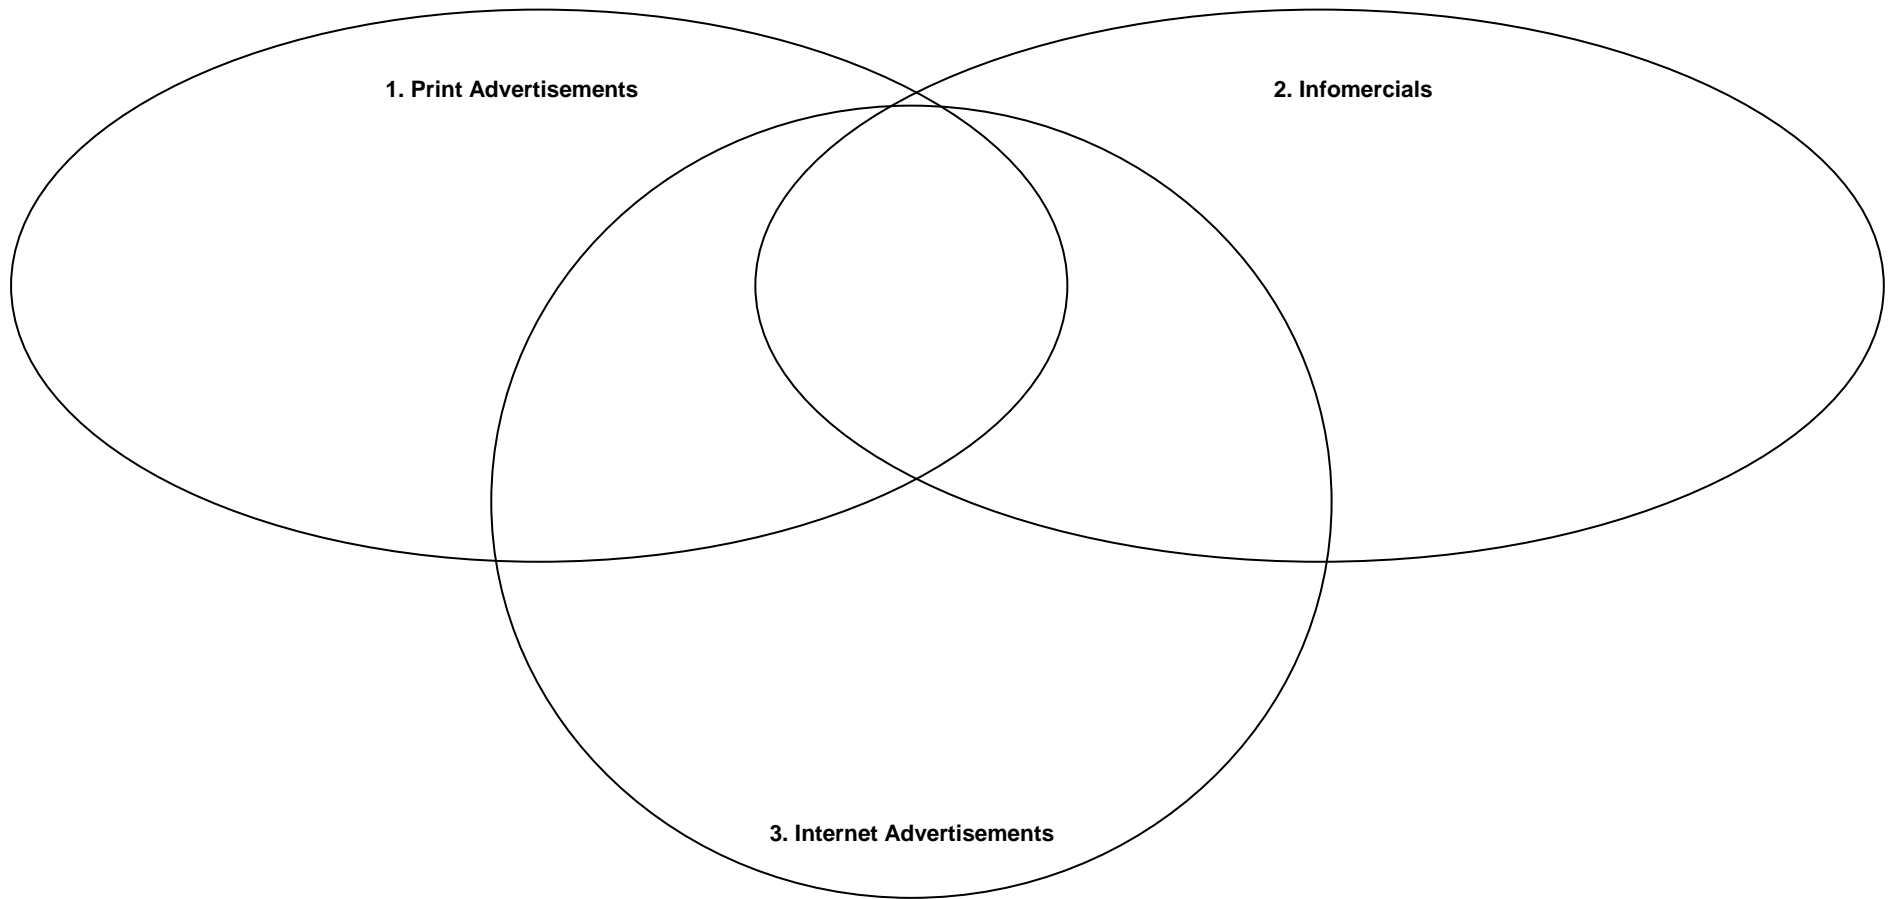 1. Print Advertisements
2. Infomercials
3. Internet Advertisements